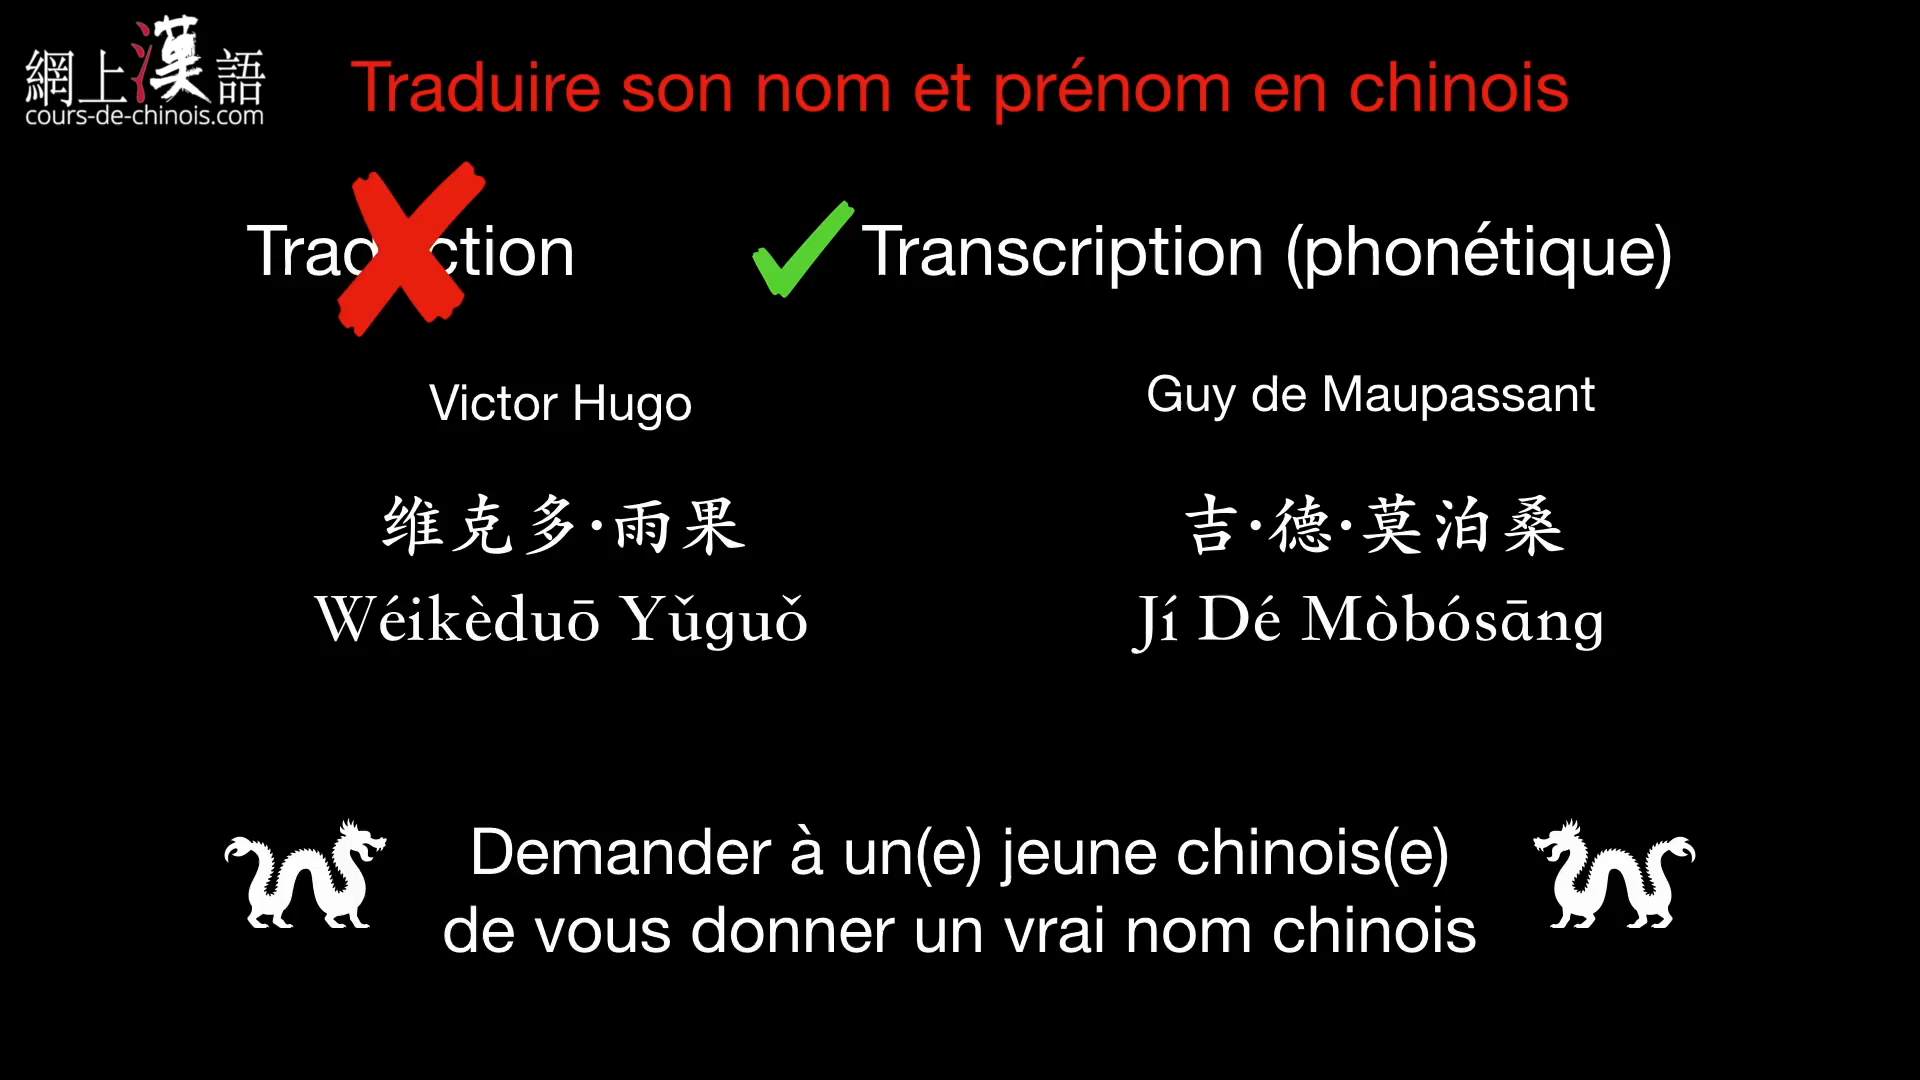 網上漢語
cours-de-chinois.com
Traduire son nom et prénom en chinois
Traduction
Transcription (phonétique)
Victor Hugo
Guy de Maupassant
维克多·雨果
吉·德·莫泊桑
Wéikèduō Yǔguǒ
Jí Dé Mòbósāng
Demander à un(e) jeune chinois(e)
de vous donner un vrai nom chinois